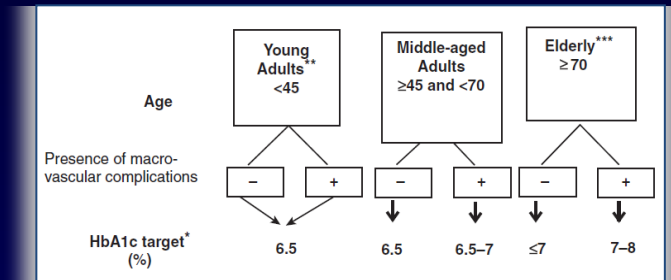 Young
Adults**
<45
Middle-aged
Adults
≥45 and <70
Elderly***
≥70
Age
Presence of macro-
vascular complications
– + – + – +
HbA1c target*
(%)
6.5 6.5 6.5–7 ≤7 7–8